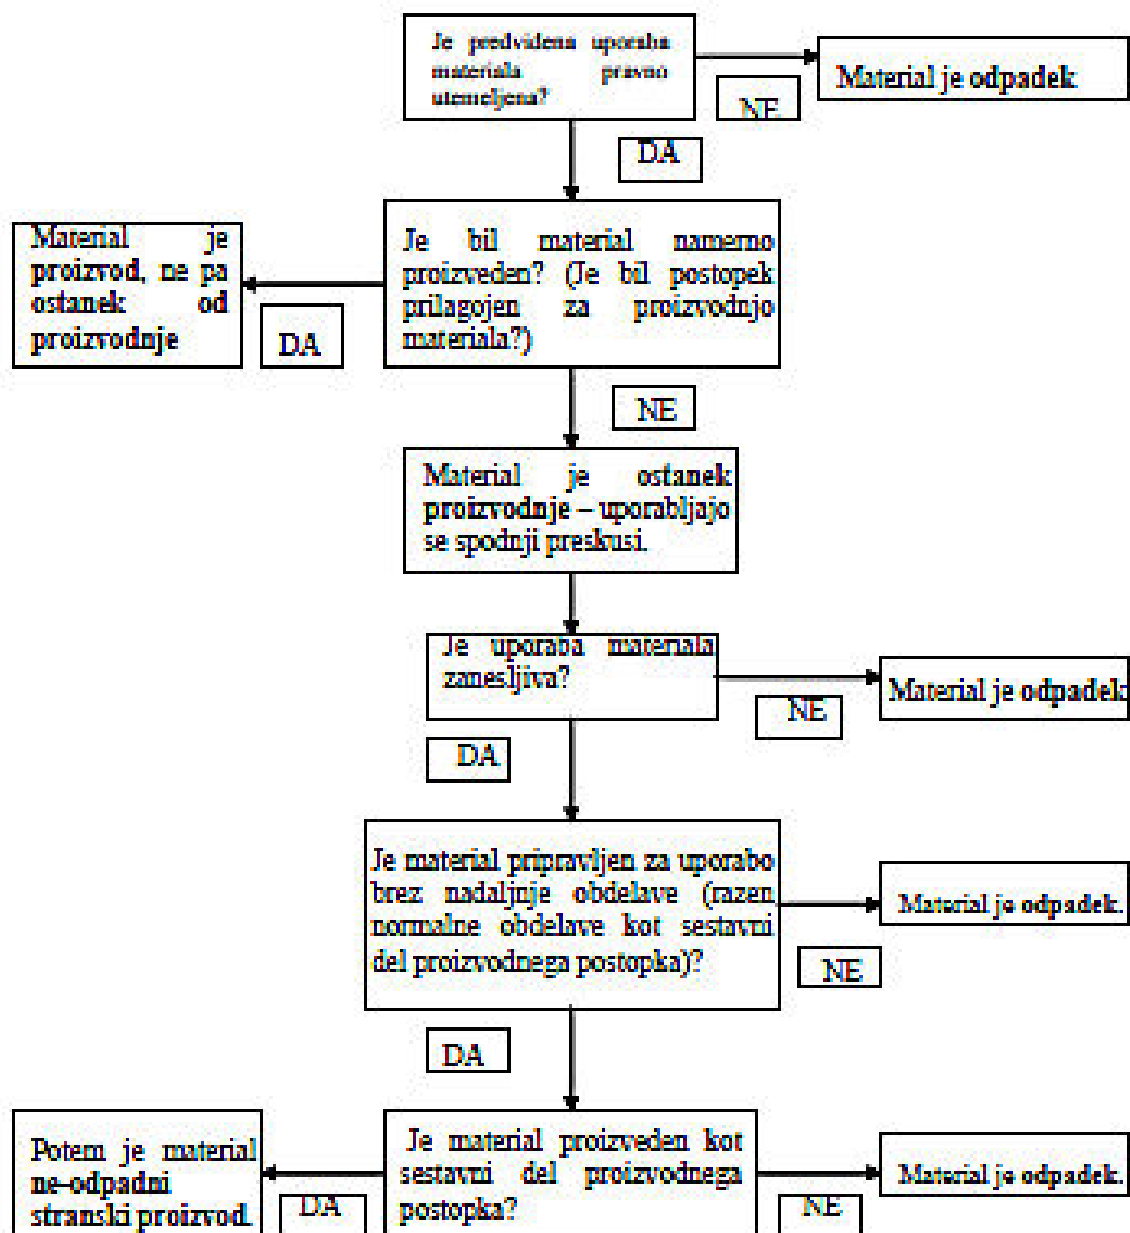 Je predvidena uporaba
materiala pravno
utemeljena?
Material je odpadek
NE
DA
Material je
proizvod, ne pa
ostanek od
proizvodnje
DA
Je bil material namerno
proizveden? (Je bil postopek
prilagojen za proizvodnjo
materiala?)
NE
Material je ostanek
proizvodnje – uporabljajo
se spodnji preskusi.
Je uporaba materiala
zanesljiva?
NE
Material je odpadek
DA
Je material pripravljen za uporabo
brez nadaljnje obdelave (razen
normalne obdelave kot sestavni
del proizvodnega postopka)?
Material je odpadek.
NE
DA
Potem je material
ne-odpadni
stranski proizvod.
DA
Je material proizveden kot
sestavni del proizvodnega
postopka?
NE
Material je odpadek.